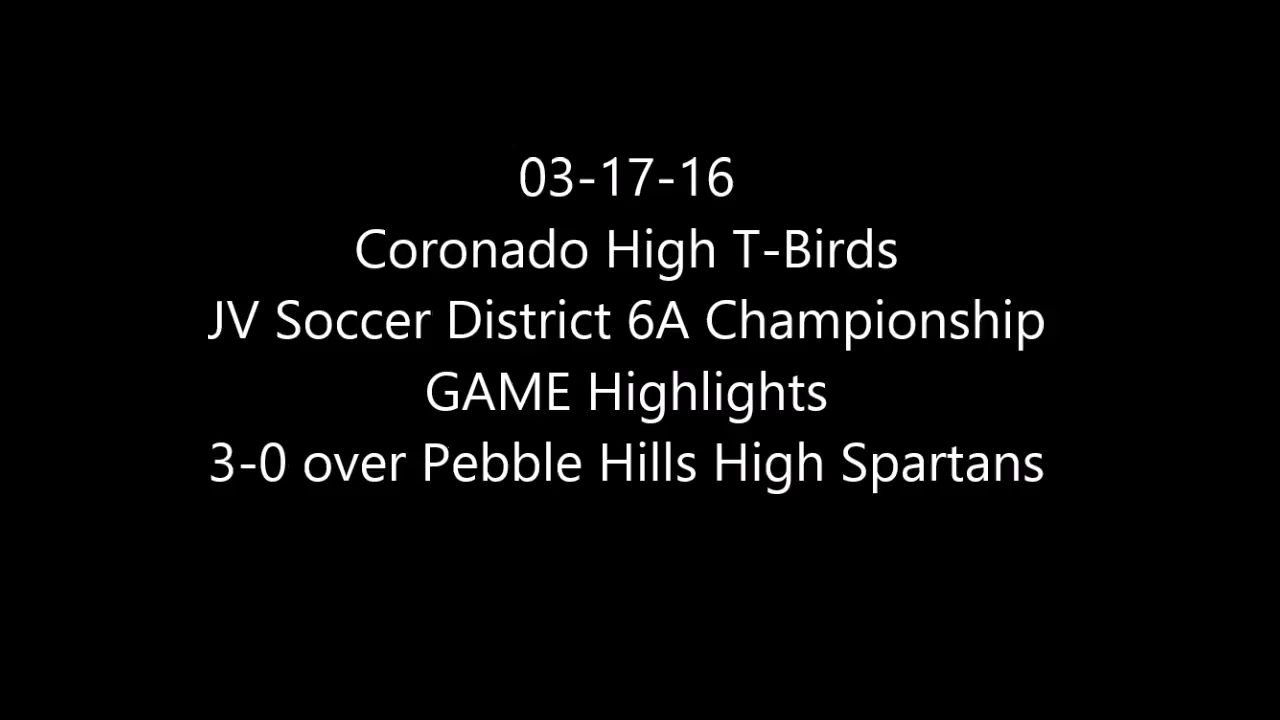 03-17-16
Coronado High T-Birds
JV Soccer District 6A Championship
GAME Highlights
3-0 over Pebble Hills High Spartans